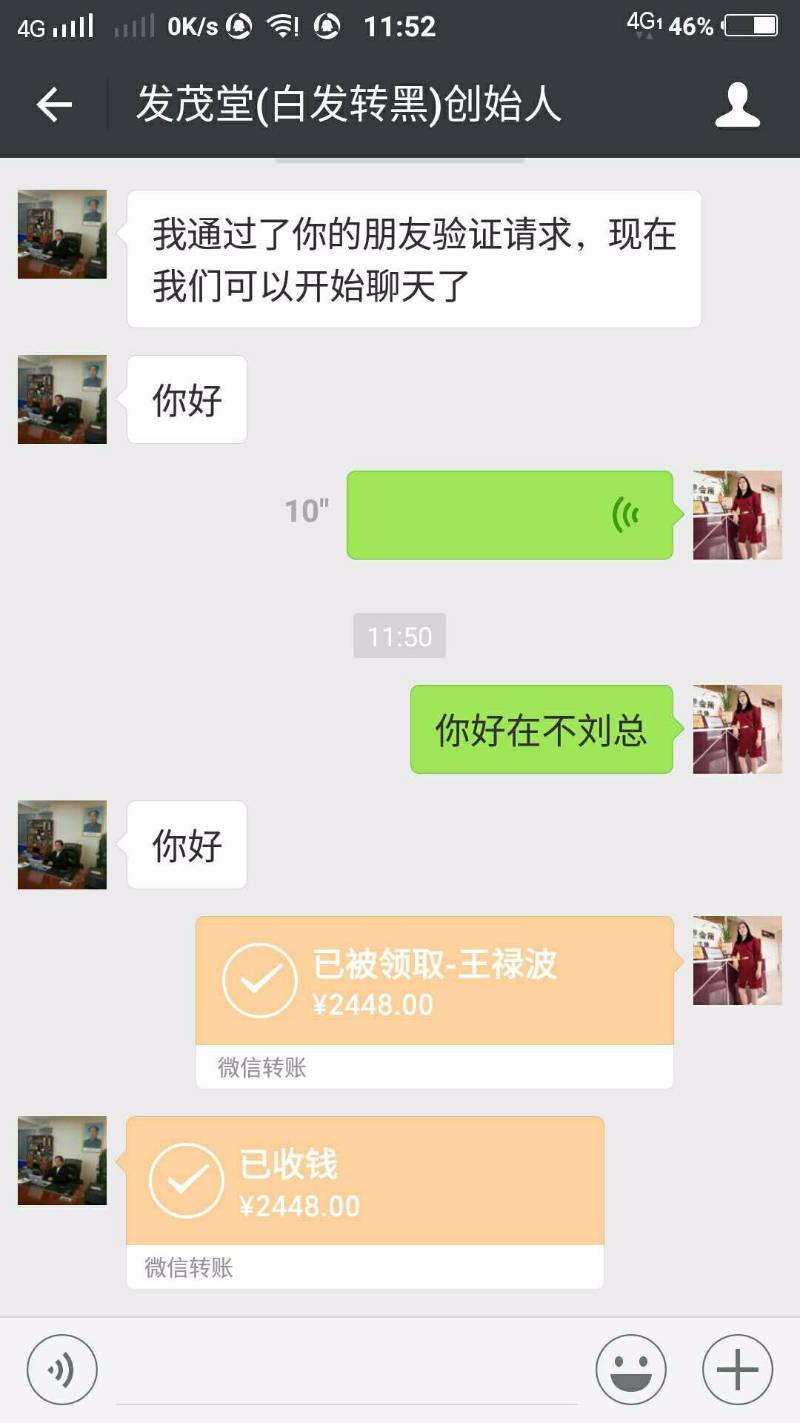 4G 0K/s 11:52 4G1 46%
发茂堂(白发转黑)创始人
我通过了你的朋友验证请求，现在
我们可以开始聊天了
你好
10"
11:50
你好在不刘总
你好
已被领取-王禄波
¥2448.00
微信转账
已收钱
¥2448.00
微信转账